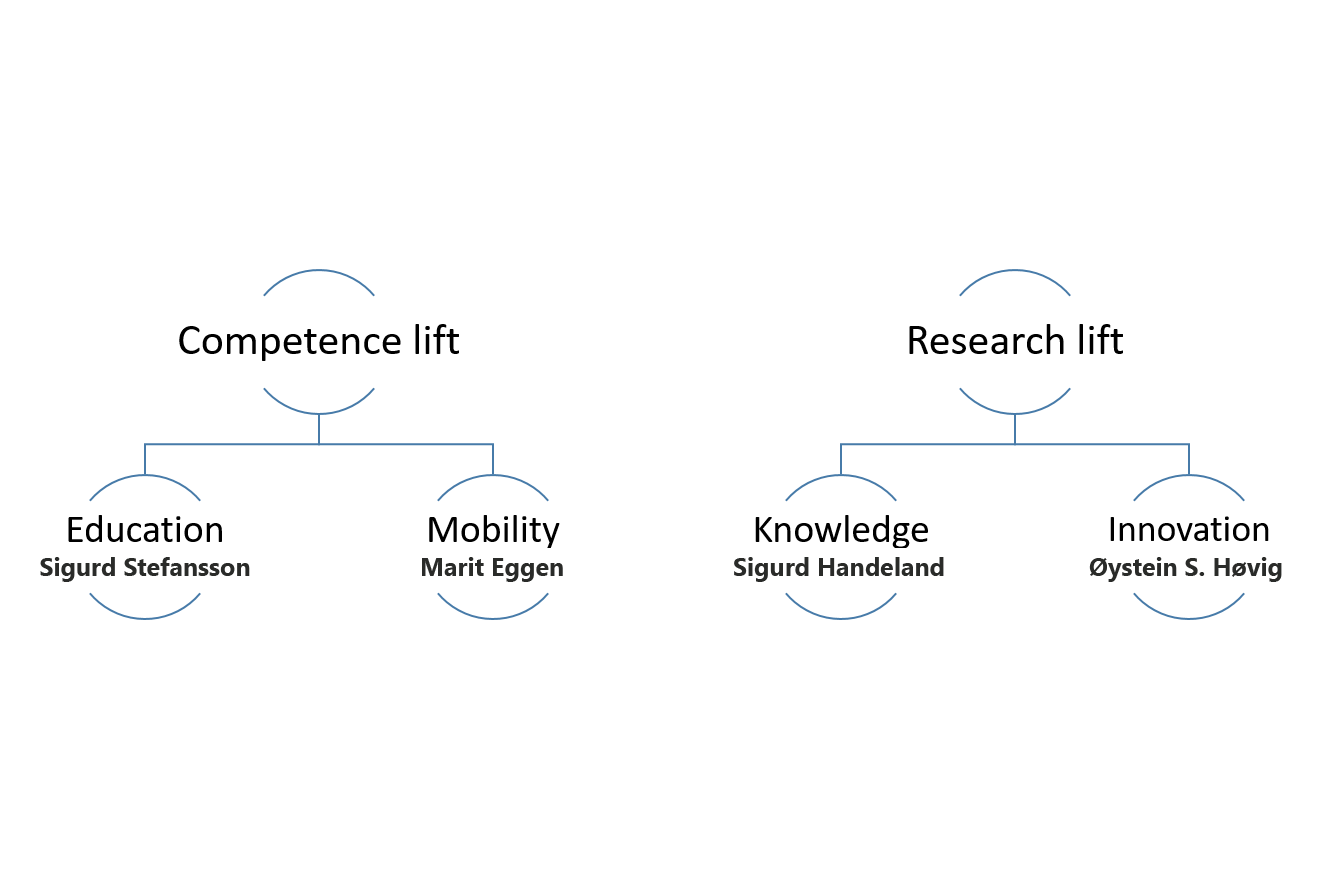 Competence lift
Research lift
Education
Sigurd Stefansson
Mobility
Marit Eggen
Knowledge
Sigurd Handeland
Innovation
Øystein S. Høvig